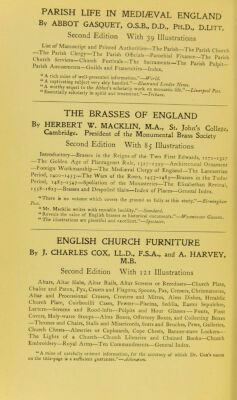 PARISH LIFE IN MEDIÆVAL ENGLAND
By ABBOT GASQUET, O.S.B., D.D., PH.D., D.LITT.
Second Edition With 39 Illustrations
List of Manuscript and Printed Authorities—The Parish—The Parish Church
—The Parish Clergy—The Parish Officials—Parochial Finance—The Parish
Church Services—Church Festivals—The Sacraments—The Parish Pulpit—
Parish Amusements—Guilds and Fraternities—Index.
"A rich mine of well-presented information."—World.
"A captivating subject very ably handled."—Illustrated London News.
"A worthy sequel to the Abbot's scholarly work on monastic life."—Liverpool Post.
"Essentially scholarly in spirit and treatment."—Tribune.
THE BRASSES OF ENGLAND
By HERBERT W. MACKLIN, M.A., St. John's College,
Cambridge. President of the Monumental Brass Society
Second Edition With 85 Illustrations
Introductory—Brasses in the Reigns of the Two First Edwards, 1272-1327
—The Golden Age of Plantagenet Rule, 1327-1399—Architectural Ornament
—Foreign Workmanship—The Medieval Clergy of England—The Lancastrian
Period, 1400-1453—The Wars of the Roses, 1453-1485—Brasses in the Tudor
Period, 1485-1547—Spoliation of the Monasteries—The Elizabethan Revival,
1558-1625—Brasses and Despoiled Slabs—Index of Places—General Index.
"There is no volume which covers the ground as fully as this study."—Birmingham
Post.
"Mr. Macklin writes with enviable lucidity."—Standard.
"Reveals the value of English brasses as historical documents."—Westminster Gazette.
"The illustrations are plentiful and excellent."—Spectator.
ENGLISH CHURCH FURNITURE
By J. CHARLES COX, LL.D., F.S.A., and A. HARVEY,
M.B.
Second Edition With 121 Illustrations
Altars, Altar Slabs, Altar Rails, Altar Screens or Reredoses—Church Plate,
Chalice and Paten, Pyx, Cruets and Flagons, Spoons, Pax, Censers, Chrismatories,
Altar and Processional Crosses, Croziers and Mitres, Alms Dishes, Heraldic
Church Plate, Cuirbouilli Cases, Pewter—Piscina, Sedilia, Easter Sepulchre,
Lectern—Screens and Rood-lofts—Pulpits and Hour Glasses—Fonts, Font
Covers, Holy-water Stoups—Alms Boxes, Offertory Boxes, and Collecting Boxes
—Thrones and Chairs, Stalls and Misericords, Seats and Benches, Pews, Galleries,
Church Chests—Almeries or Cupboards, Cope Chests, Banner-stave Lockers—
The Lights of a Church—Church Libraries and Chained Books—Church
Embroidery—Royal Arms—Ten Commandments—General Index.
"A mine of carefully ordered information, for the accuracy of which Dr. Cox's name
on the title-page is a sufficient guarantee."—Athenæum.